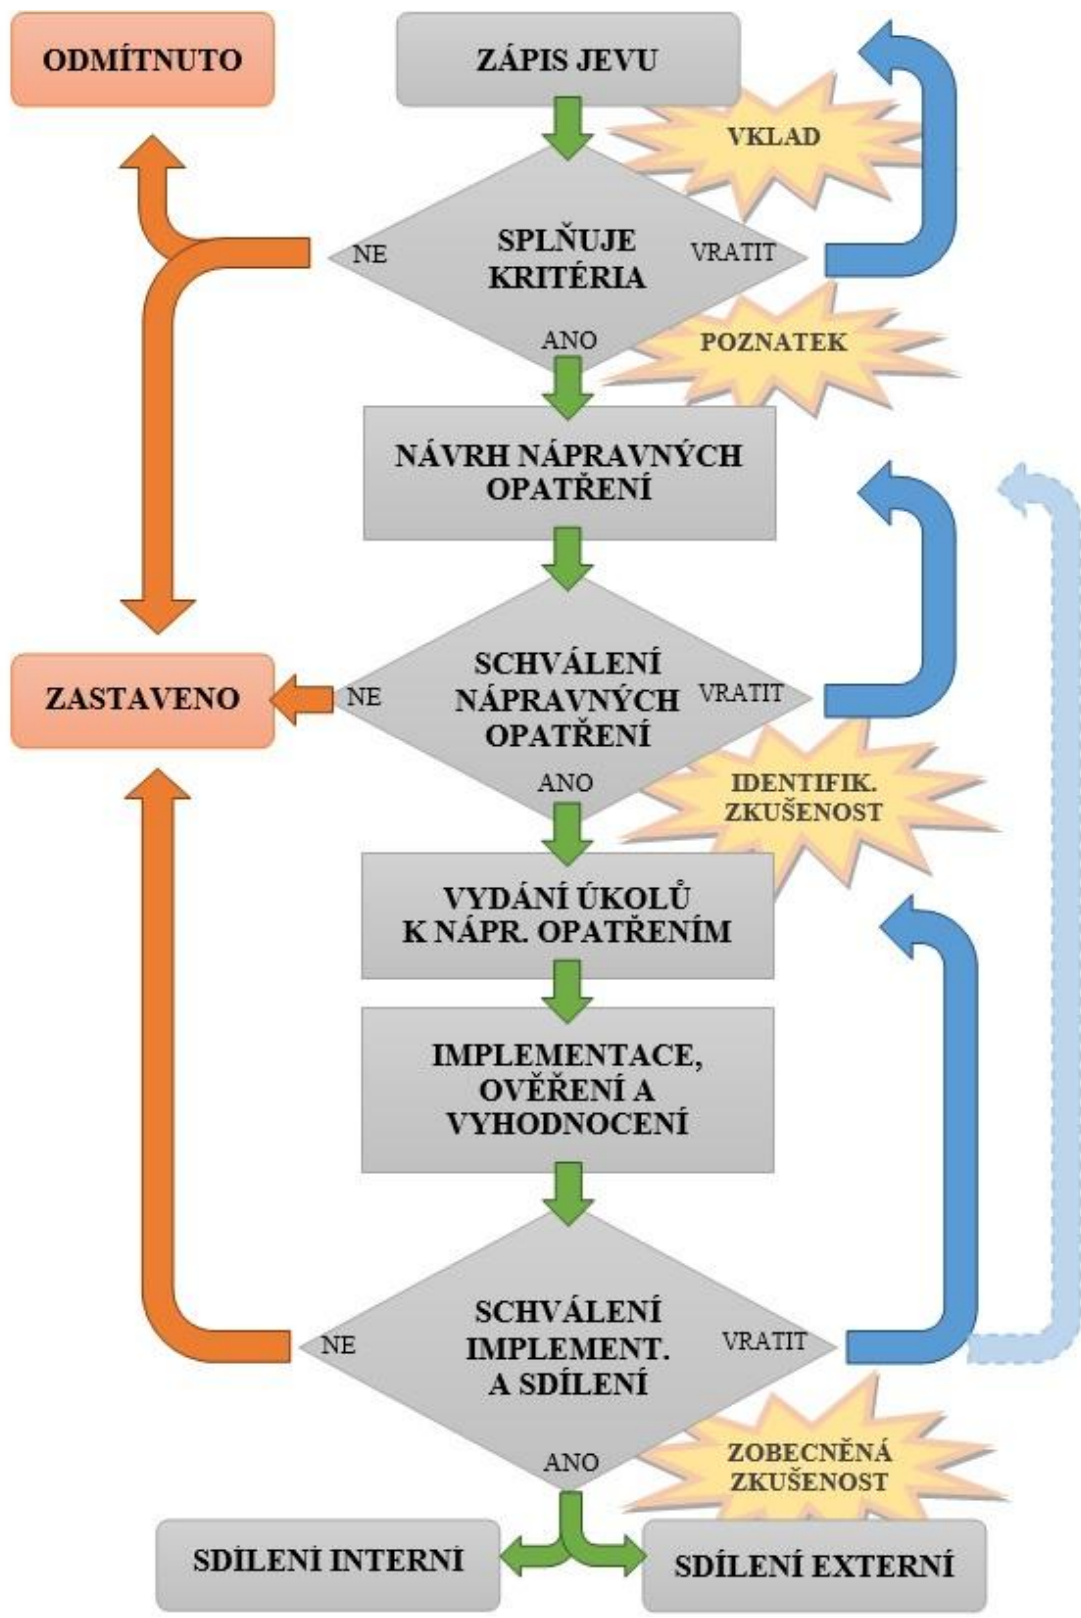 ODMÍTNUTO
ZÁPIS JEVU
VKLAD
NE
SPLŇUJE
KRITÉRIA
VRATIT
ANO
POZNATEK
NÁVRH NÁPRAVNÝCH
OPATŘENÍ
ZASTAVENO
NE
SCHVÁLENÍ
NÁPRAVNÝCH
OPATŘENÍ
VRATIT
ANO
IDENTIFIK.
ZKUŠENOST
VYDÁNÍ ÚKOLŮ
K NÁPR. OPATŘENÍM
IMPLEMENTACE,
OVĚŘENÍ A
VYHODNOCENÍ
NE
SCHVÁLENÍ
IMPLEMENT.
A SDÍLENÍ
VRATIT
ANO
ZOBECNĚNÁ
ZKUŠENOST
SDÍLENÍ INTERNÍ
SDÍLENÍ EXTERNÍ